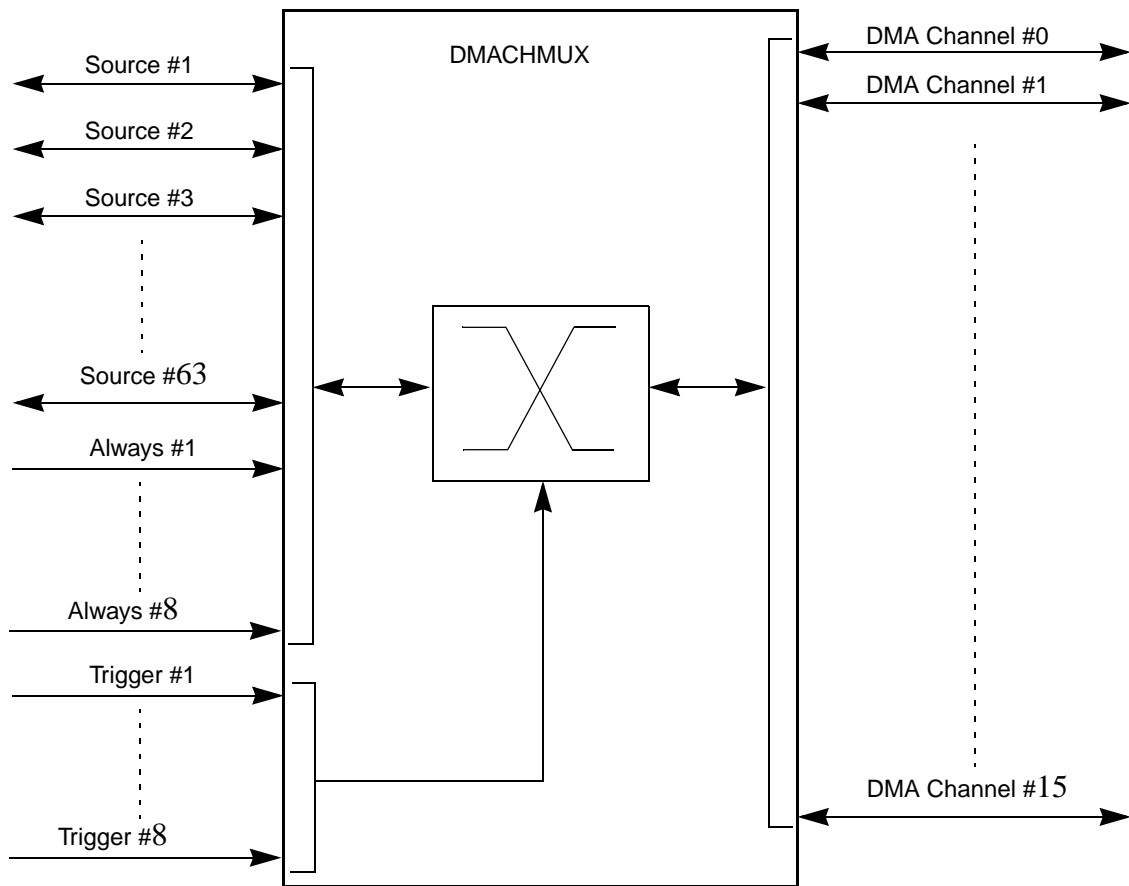 DMACHMUX
Source #1
Source #2
Source #3
Source #63
Always #1
Always #8
Trigger #1
Trigger #8
DMA Channel #0
DMA Channel #1
DMA Channel #15